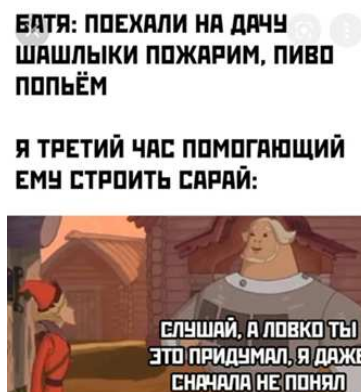 БАТЯ: ПОЕХАЛИ НА ДАЧУ
ШАШЛЫКИ ПОЖАРИМ, ПИВО
ПОПЬЁМ
Я ТРЕТИЙ ЧАС ПОМОГАЮЩИЙ
ЕМУ СТРОИТЬ САРАЙ:
СЛУШАЙ, А ЛОВКО ТЫ
ЭТО ПРИДУМАЛ, Я ДАЖЕ
СНАЧАЛА НЕ ПОНЯЛ